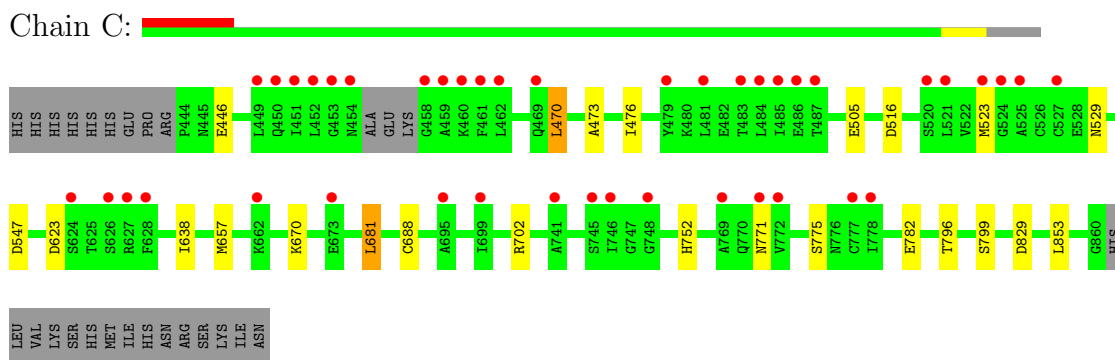 Chain C:
HIS HIS HIS HIS HIS HIS GLU PRO ARG P444 N445 E446 L449 Q450 I451 L452 G453 N454 ALA GLU LYS G458 A459 K460 F461 L462 Q469 L470 A473 I476 Y479 K480 L481 E482 T483 L484 I485 E486 T487 E505 D516 S520 L521 V522 M523 G524 A525 C526 C527 E528 N529
D547 D623 S624 T625 S626 R627 F628 I638 M657 K662 K670 E673 L681 C688 A695 I699 R702 A741 S745 I746 G747 G748 H752 A769 Q770 N771 V772 S775 N776 C777 I778 E782 T796 S799 D829 L853 G860 HIS
LEU VAL LYS SER HIS MET ILE HIS ASN ARG SER LYS ILE ASN